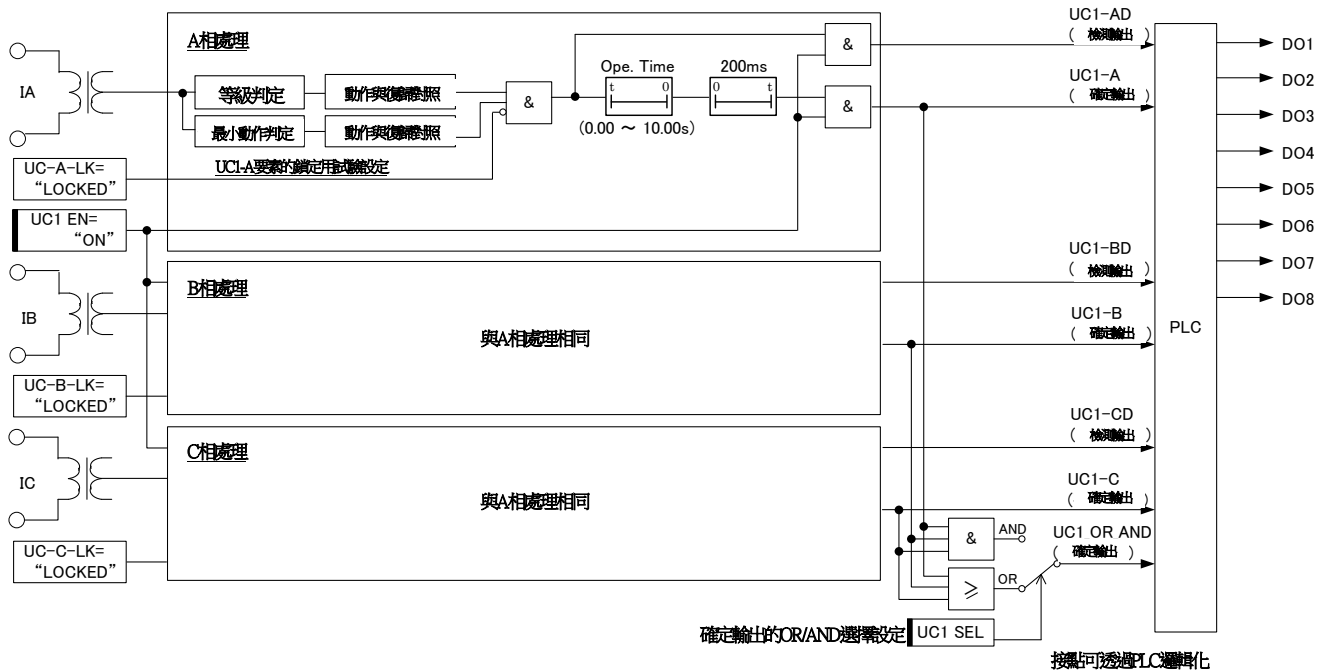 A相處理
IA
等級判定
動作與復歸對照
最小動作判定
動作與復歸對照
&
Ope. Time
t 0
(0.00 ～ 10.00s)
200ms
0 t
&
&
UC1-A要素的鎖定用試驗設定
UC-A-LK=
“LOCKED”
UC1 EN=
“ON”
IB
B相處理
與A相處理相同
UC-B-LK=
“LOCKED”
IC
C相處理
與A相處理相同
UC-C-LK=
“LOCKED”
UC1-AD
( 檢測輸出 )
UC1-A
( 確定輸出 )
UC1-BD
( 檢測輸出 )
UC1-B
( 確定輸出 )
UC1-CD
( 檢測輸出 )
UC1-C
( 確定輸出 )
& AND
UC1 OR AND
( 確定輸出 )
≥ OR
確定輸出的OR/AND選擇設定
UC1 SEL
PLC
DO1
DO2
DO3
DO4
DO5
DO6
DO7
DO8
接點可透過PLC邏輯化